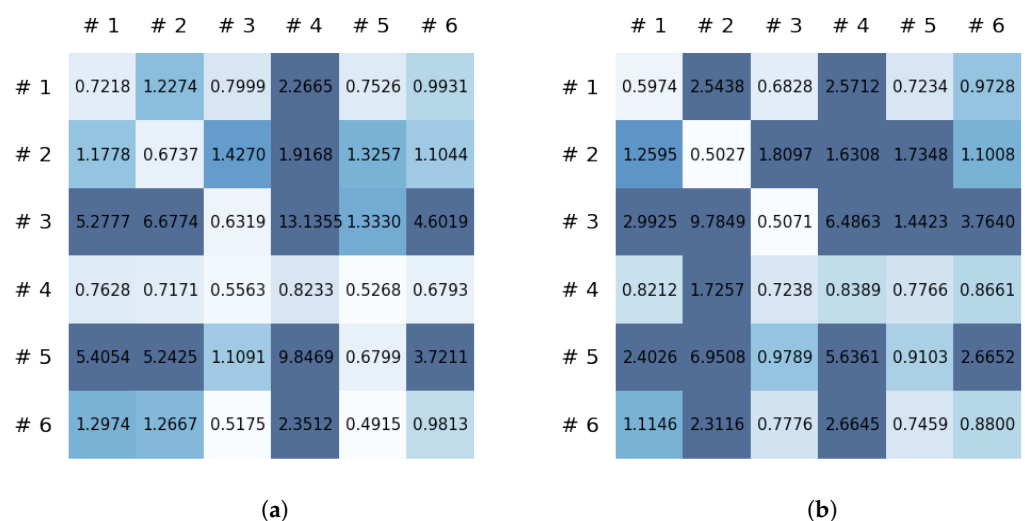 # 1 # 2 # 3 # 4 # 5 # 6
# 1 0.7218 1.2274 0.7999 2.2665 0.7526 0.9931
# 2 1.1778 0.6737 1.4270 1.9168 1.3257 1.1044
# 3 5.2777 6.6774 0.6319 13.1355 1.3330 4.6019
# 4 0.7628 0.7171 0.5563 0.8233 0.5268 0.6793
# 5 5.4054 5.2425 1.1091 9.8469 0.6799 3.7211
# 6 1.2974 1.2667 0.5175 2.3512 0.4915 0.9813
(a)
# 1 # 2 # 3 # 4 # 5 # 6
# 1 0.5974 2.5438 0.6828 2.5712 0.7234 0.9728
# 2 1.2595 0.5027 1.8097 1.6308 1.7348 1.1008
# 3 2.9925 9.7849 0.5071 6.4863 1.4423 3.7640
# 4 0.8212 1.7257 0.7238 0.8389 0.7766 0.8661
# 5 2.4026 6.9508 0.9789 5.6361 0.9103 2.6652
# 6 1.1146 2.3116 0.7776 2.6645 0.7459 0.8800
(b)